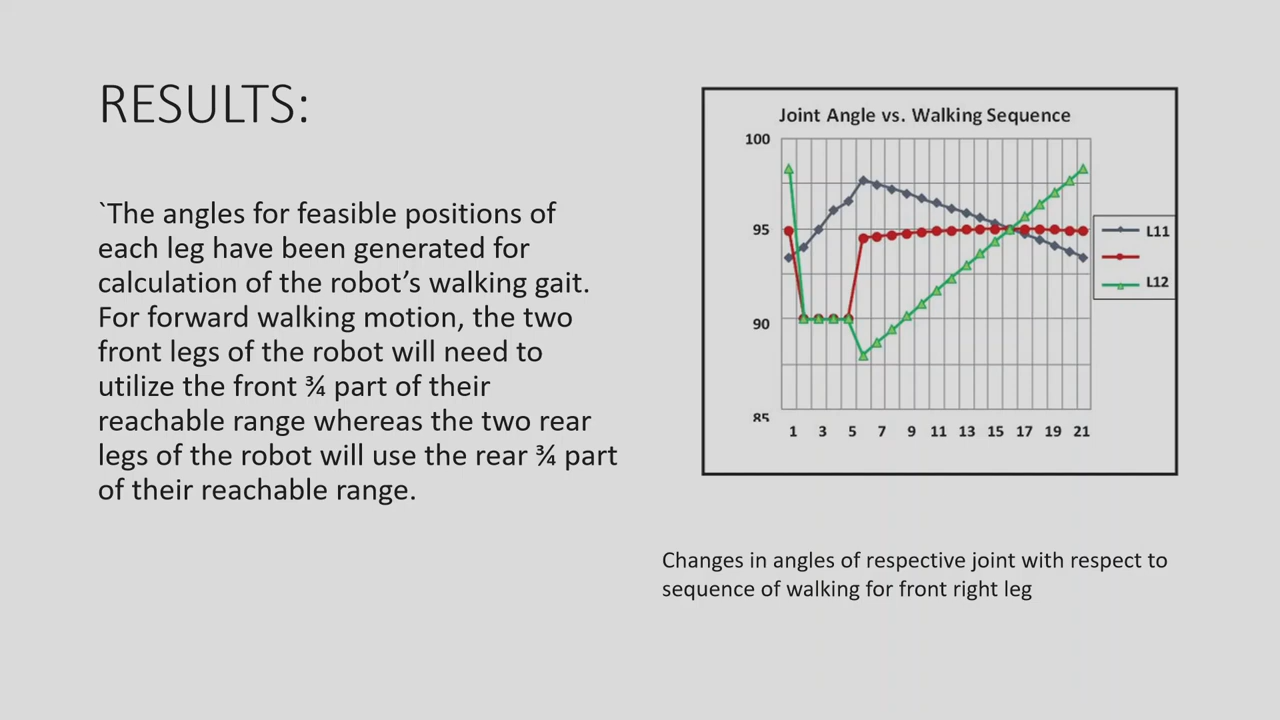 RESULTS:
`The angles for feasible positions of
each leg have been generated for
calculation of the robot’s walking gait.
For forward walking motion, the two
front legs of the robot will need to
utilize the front ¾ part of their
reachable range whereas the two rear
legs of the robot will use the rear ¾ part
of their reachable range.
Joint Angle vs. Walking Sequence
100
95
90
85
1 3 5 7 9 11 13 15 17 19 21
L11
L12
Changes in angles of respective joint with respect to
sequence of walking for front right leg